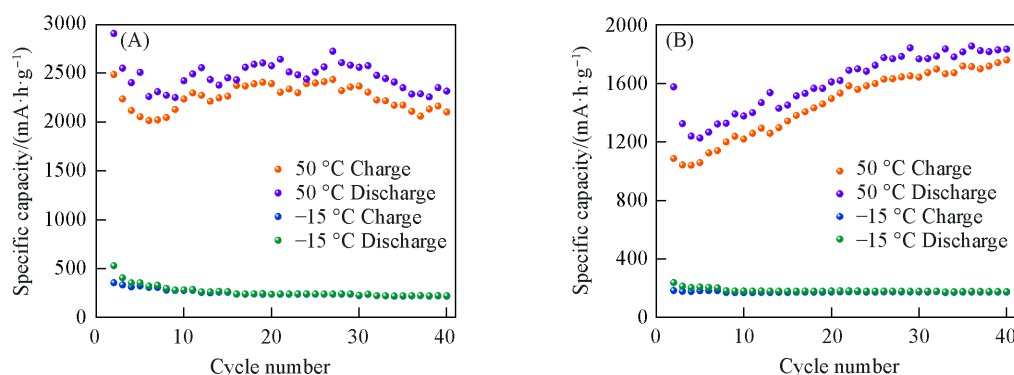 (A)
3000
2500
2000
1500
1000
500
0
0
10
20
30
40
Specific capacity/(mA·h·g⁻¹)
Cycle number
50 °C Charge
50 °C Discharge
−15 °C Charge
−15 °C Discharge
(B)
2000
1600
1200
800
400
0
0
10
20
30
40
Specific capacity/(mA·h·g⁻¹)
Cycle number
50 °C Charge
50 °C Discharge
−15 °C Charge
−15 °C Discharge